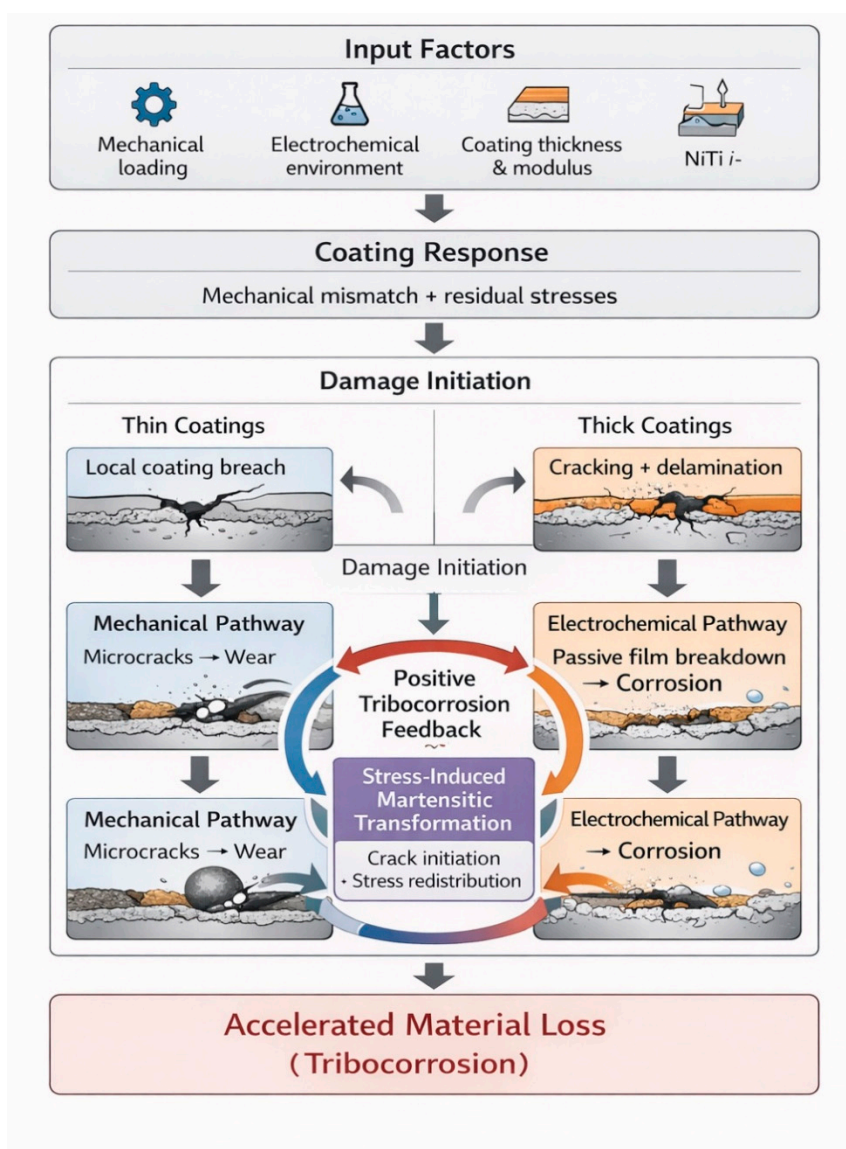 Input Factors
Mechanical
loading
Electrochemical
environment
Coating thickness
& modulus
NiTi i-
Coating Response
Mechanical mismatch + residual stresses
Damage Initiation
Thin Coatings
Thick Coatings
Local coating breach
Cracking + delamination
Damage Initiation
Mechanical Pathway
Microcracks → Wear
Electrochemical Pathway
Passive film breakdown
→ Corrosion
Positive
Tribocorrosion
Feedback
Stress-Induced
Martensitic
Transformation
Crack initiation
· Stress redistribution
Mechanical Pathway
Microcracks → Wear
Electrochemical Pathway
→ Corrosion
Accelerated Material Loss
(Tribocorrosion)